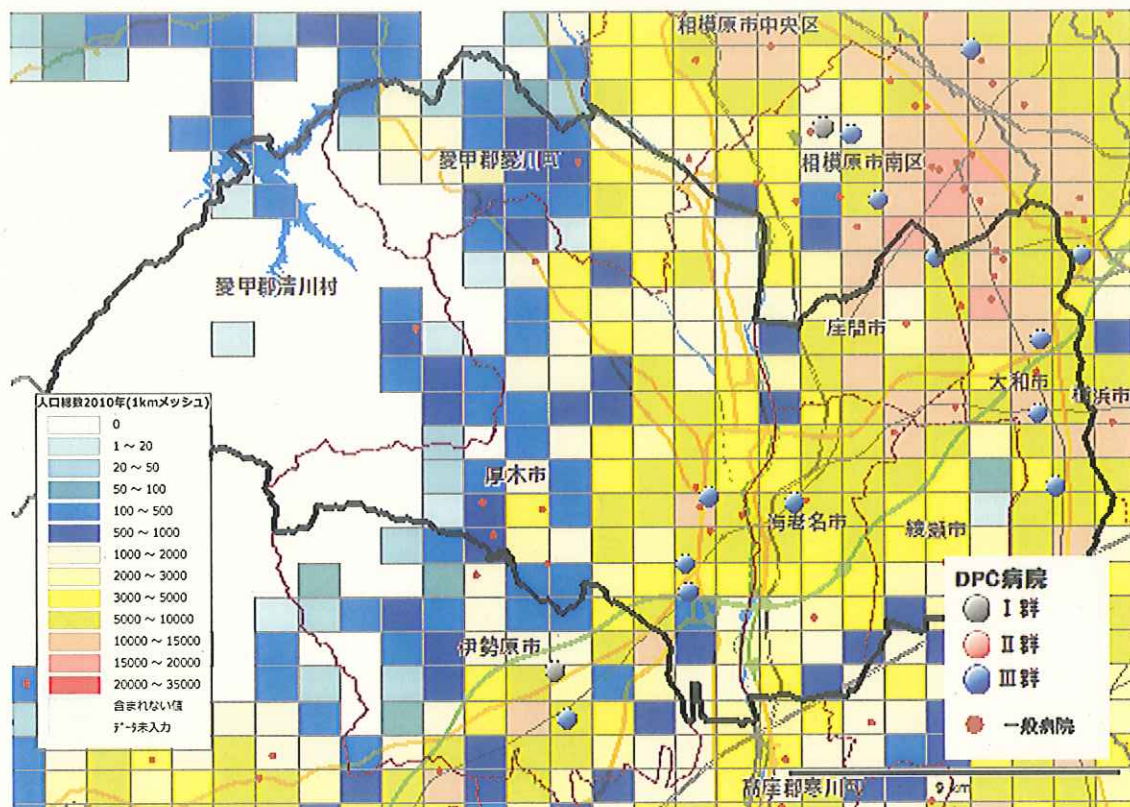 相模原市中央区
愛甲郡愛川町
相模原市南区
愛甲郡清川村
座間市
大和市
横浜市
厚木市
海老名市
綾瀬市
伊勢原市
高座郡寒川町
人口総数2010年(1kmメッシュ)
0
1～20
20～50
50～100
100～500
500～1000
1000～2000
2000～3000
3000～5000
5000～10000
10000～15000
15000～20000
20000～35000
含まれない値
データ未入力
DPC病院
Ⅰ群
Ⅱ群
Ⅲ群
一般病院
9 km